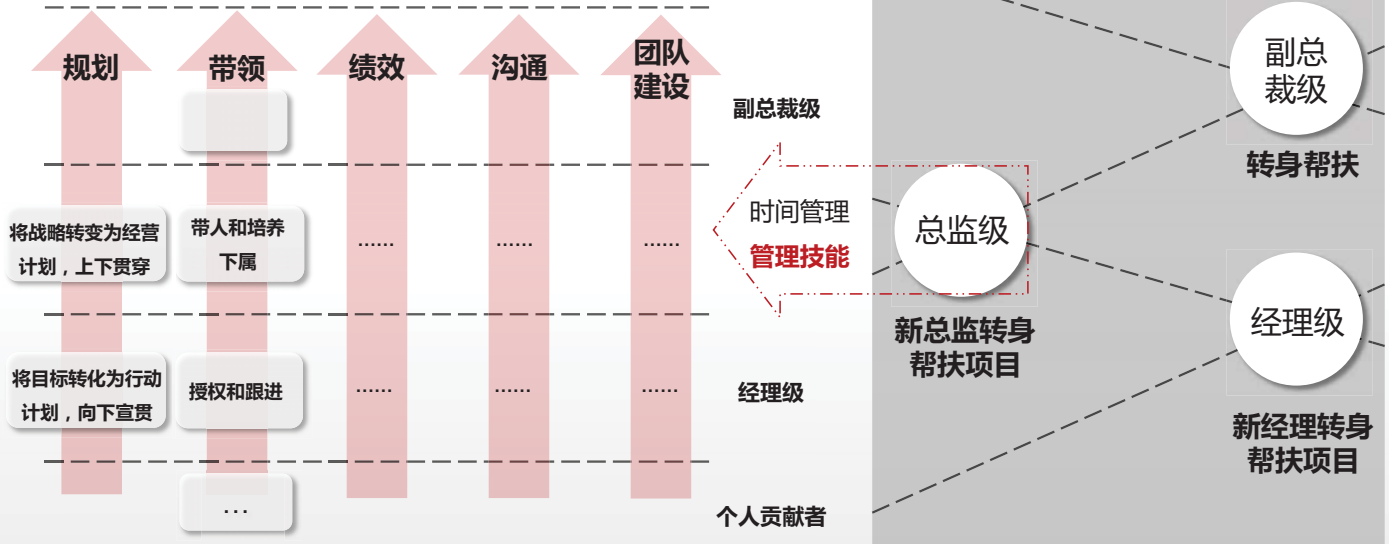 规划
带领
绩效
沟通
团队
建设
副总裁级
将战略转变为经营
计划，上下贯穿
带人和培养
下属
……
……
……
时间管理
管理技能
将目标转化为行动
计划，向下宣贯
授权和跟进
……
……
……
经理级
…
个人贡献者
副总
裁级
转身帮扶
总监级
新总监转身
帮扶项目
经理级
新经理转身
帮扶项目